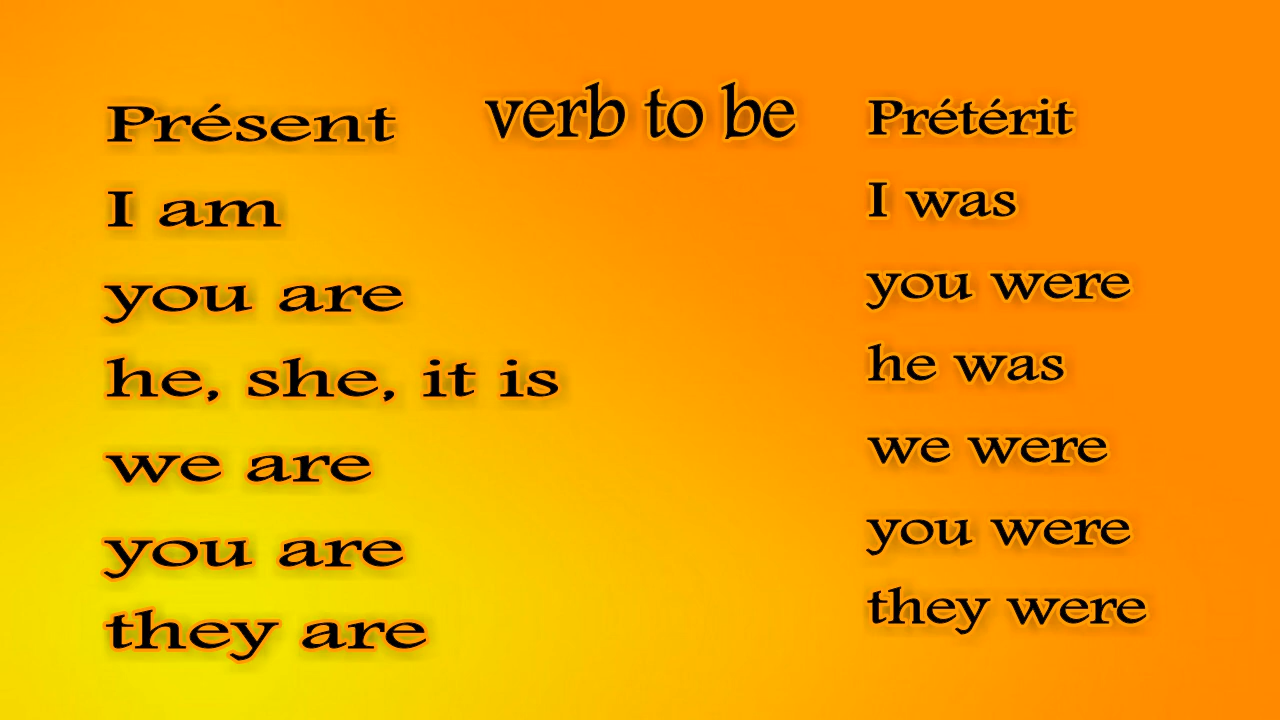 verb to be
Présent
I am
you are
he, she, it is
we are
you are
they are
Prétérit
I was
you were
he was
we were
you were
they were